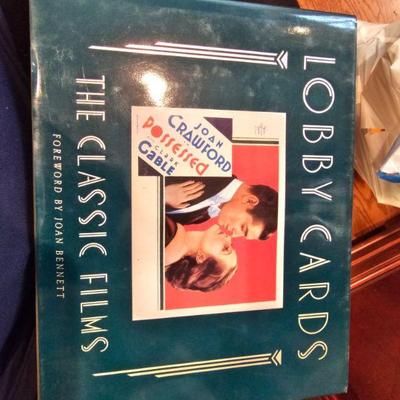 LOBBY CARDS
JOAN
CRAWFORD
POSSESSED
CLARK
GABLE
THE CLASSIC FILMS
FOREWORD BY JOAN BENNETT